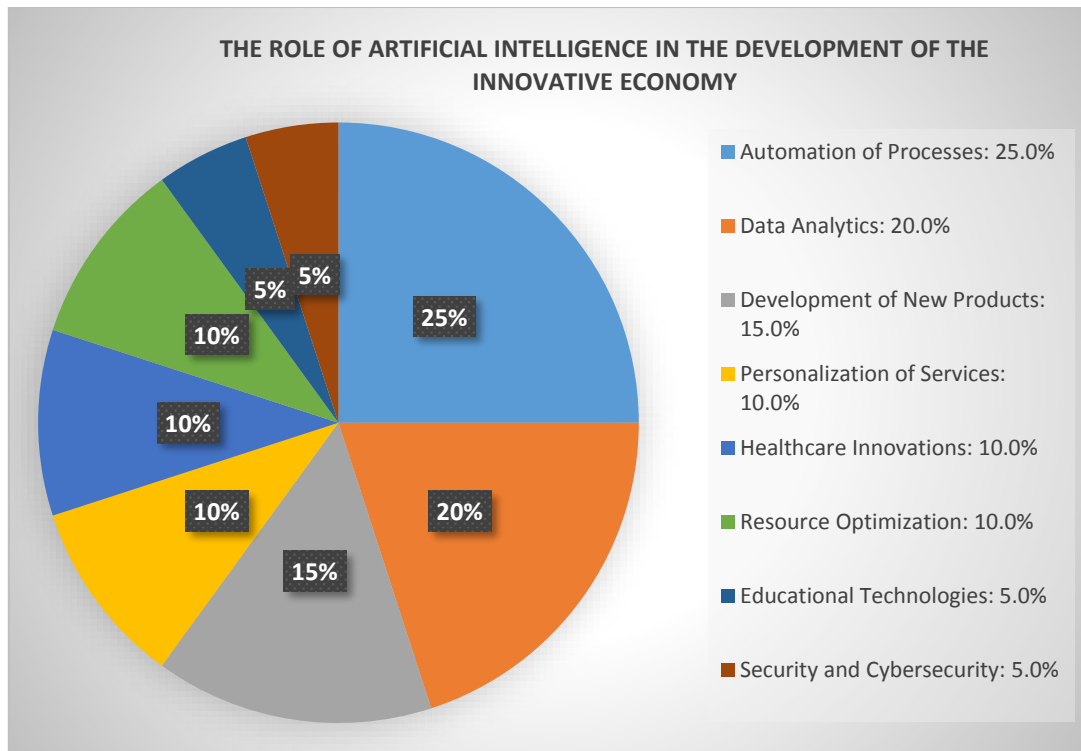 THE ROLE OF ARTIFICIAL INTELLIGENCE IN THE DEVELOPMENT OF THE
INNOVATIVE ECONOMY
5%
5%
25%
10%
10%
10%
20%
15%
Automation of Processes: 25.0%
Data Analytics: 20.0%
Development of New Products:
15.0%
Personalization of Services:
10.0%
Healthcare Innovations: 10.0%
Resource Optimization: 10.0%
Educational Technologies: 5.0%
Security and Cybersecurity: 5.0%